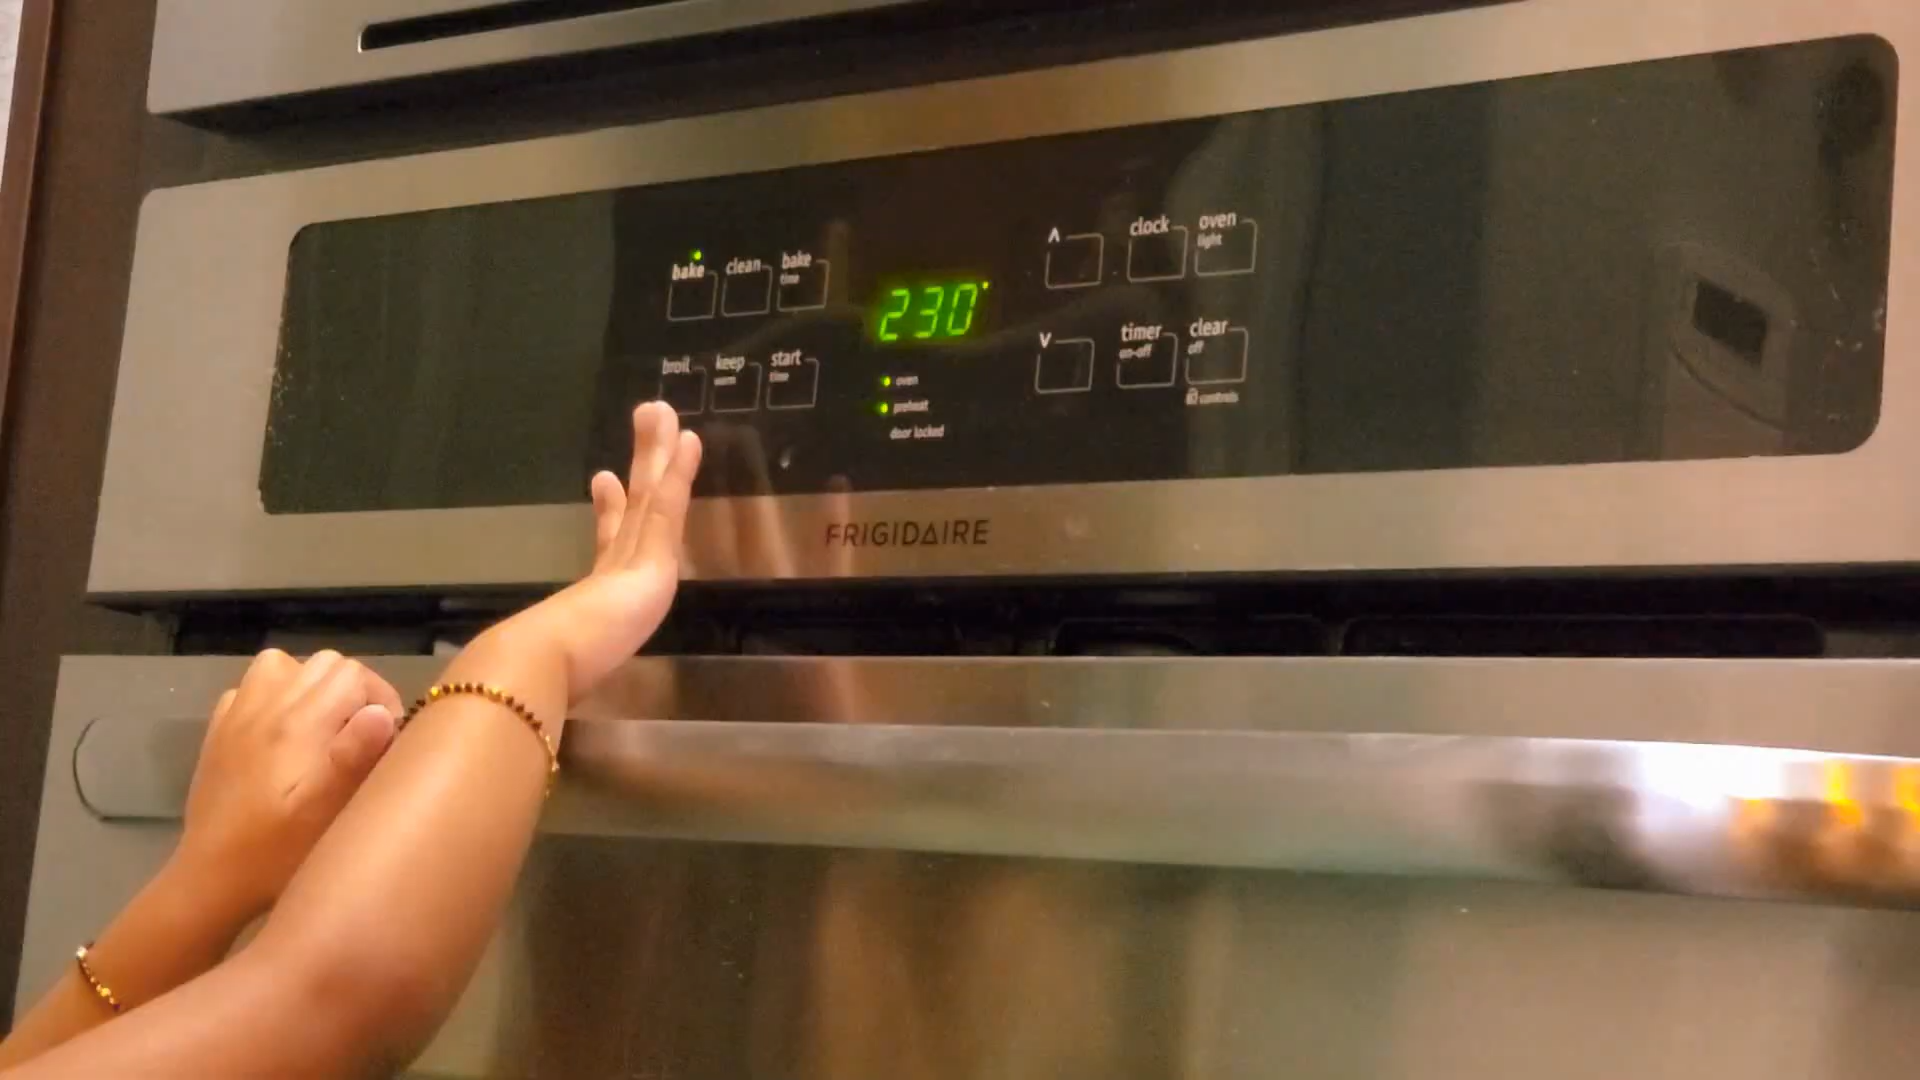 bake clean bake time
230°
∧ clock oven light
broil keep warm start time
oven
preheat
door locked
∨ timer on-off clear off
controls
FRIGIDAIRE